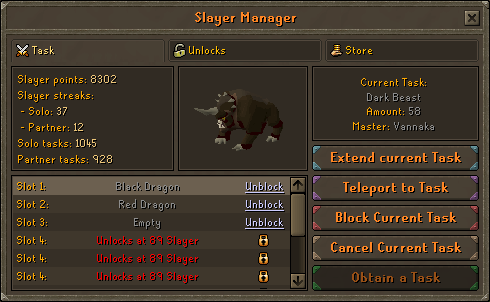 Slayer Manager
Task
Unlocks
Store
Slayer points: 8302
Slayer streaks:
- Solo: 37
- Partner: 12
Solo tasks: 1045
Partner tasks: 928
Current Task:
Dark Beast
Amount: 58
Master: Vannaka
Extend current Task
Teleport to Task
Block Current Task
Cancel Current Task
Obtain a Task
Slot 1: Black Dragon Unblock
Slot 2: Red Dragon Unblock
Slot 3: Empty Unblock
Slot 4: Unlocks at 89 Slayer
Slot 4: Unlocks at 89 Slayer
Slot 4: Unlocks at 89 Slayer